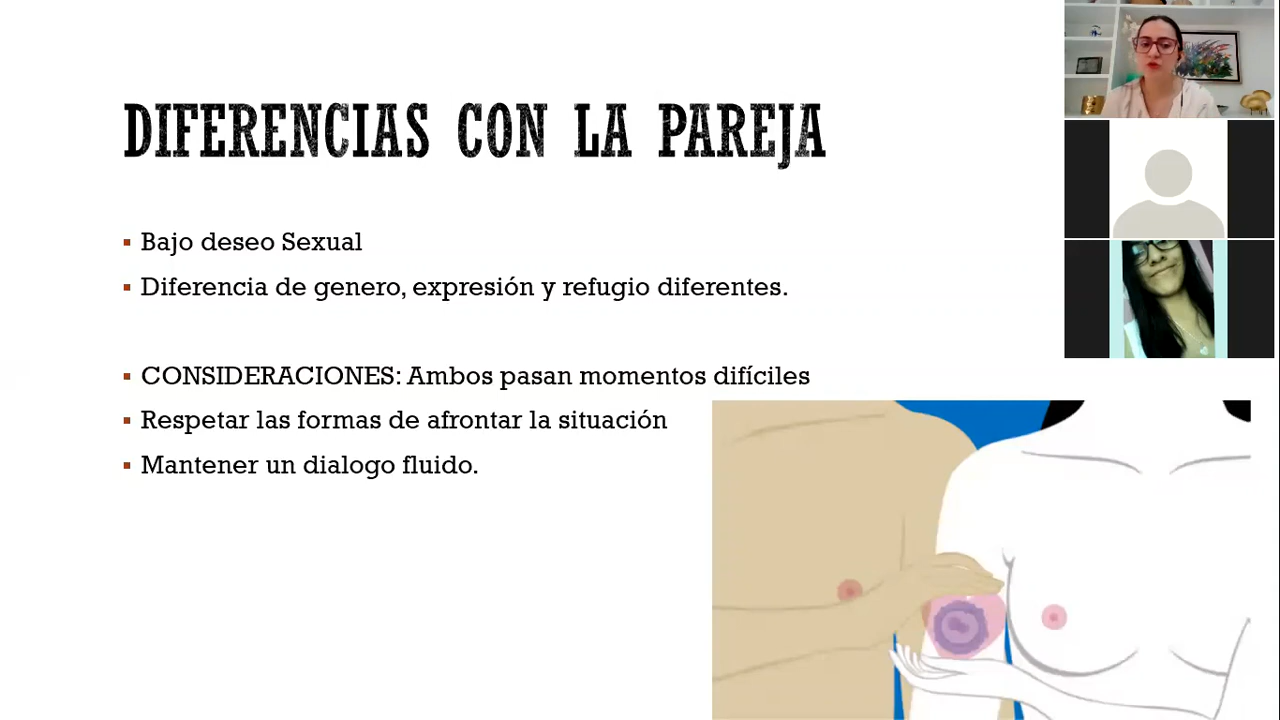 DIFERENCIAS CON LA PAREJA
Bajo deseo Sexual
Diferencia de genero, expresión y refugio diferentes.
CONSIDERACIONES: Ambos pasan momentos difíciles
Respetar las formas de afrontar la situación
Mantener un dialogo fluido.